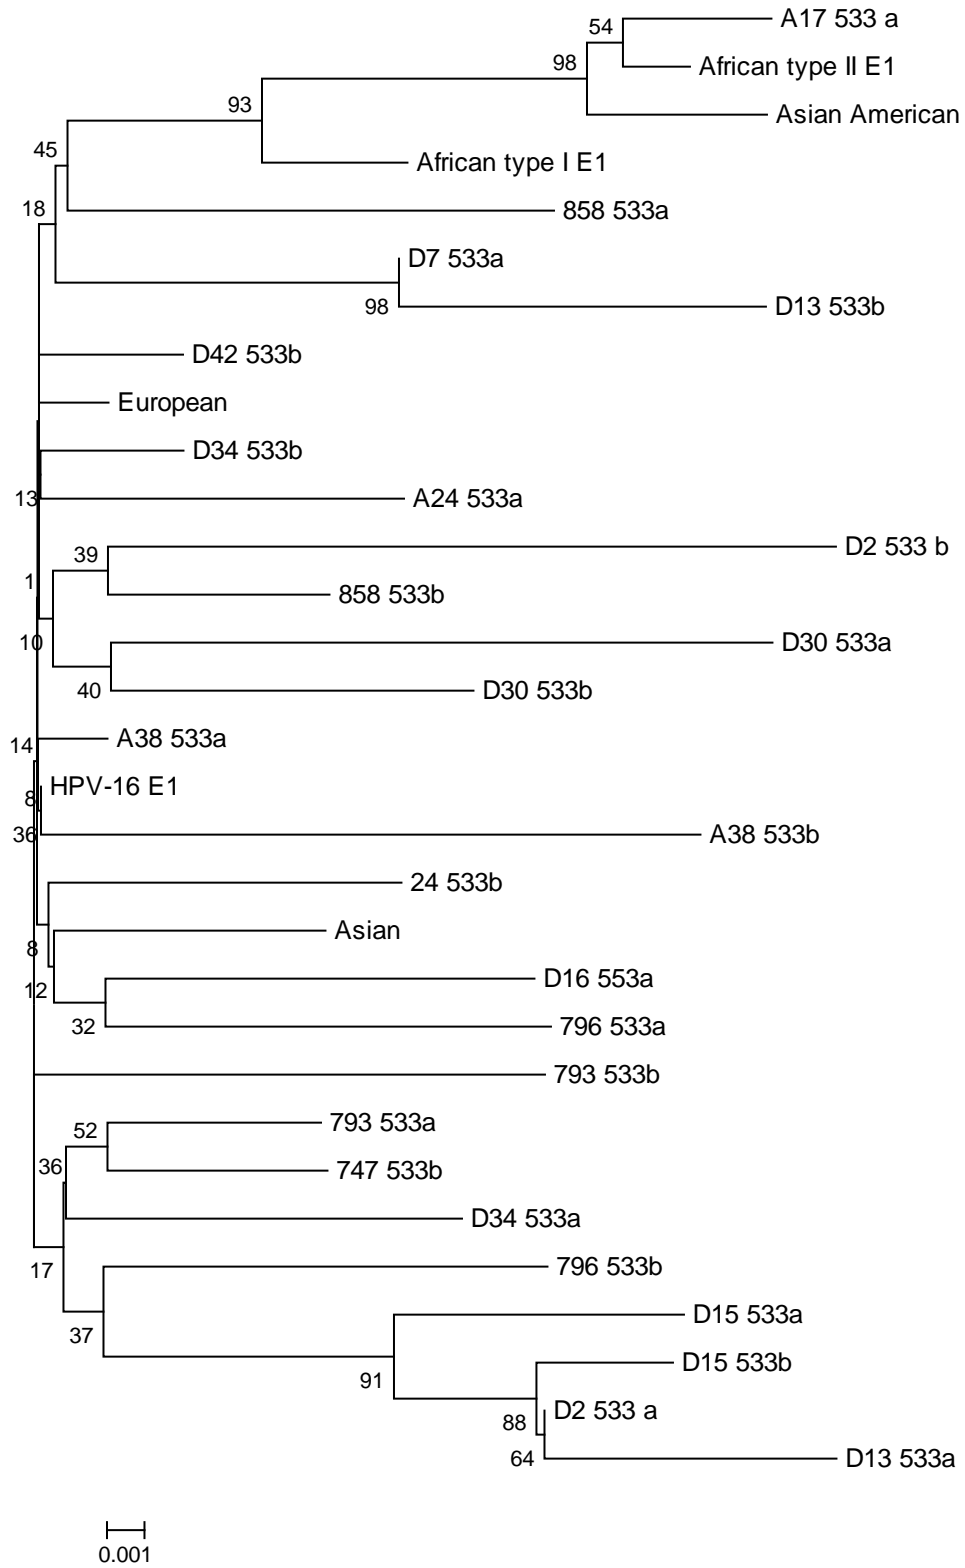 A17 533 a
54
African type II E1
98
Asian American
93
African type I E1
45
858 533a
18
D7 533a
98
D13 533b
D42 533b
European
D34 533b
13
A24 533a
D2 533 b
39
1
858 533b
10
D30 533a
40
D30 533b
14
A38 533a
HPV-16 E1
8
36
A38 533b
24 533b
Asian
8
D16 553a
12
32
796 533a
793 533b
52
793 533a
36
747 533b
D34 533a
17
796 533b
D15 533a
37
D15 533b
91
D2 533 a
88
64
D13 533a
0.001